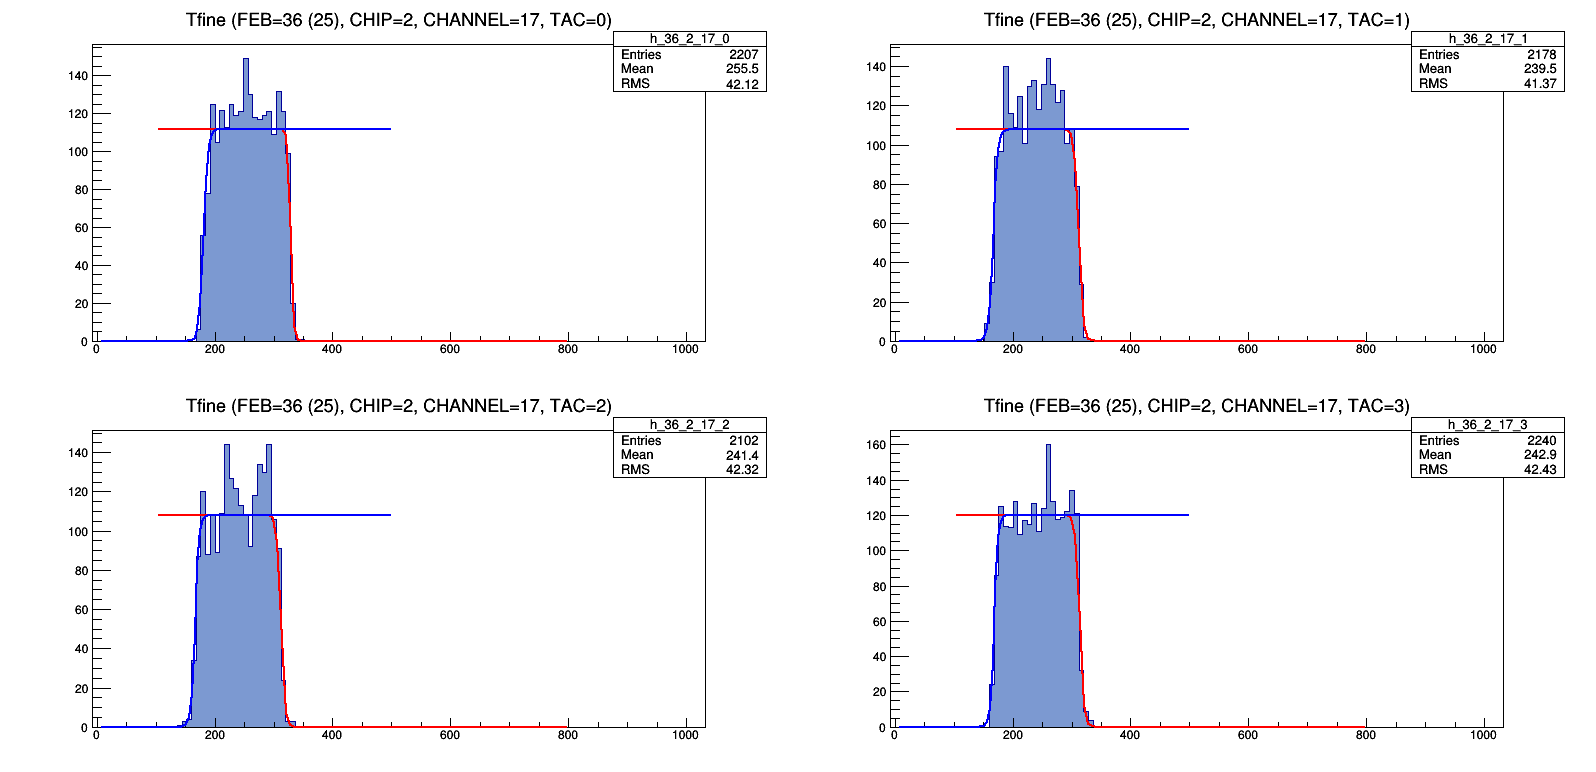 Tfine (FEB=36 (25), CHIP=2, CHANNEL=17, TAC=0)
h_36_2_17_0
Entries 2207
Mean 255.5
RMS 42.12
140
120
100
80
60
40
20
0
0 200 400 600 800 1000
Tfine (FEB=36 (25), CHIP=2, CHANNEL=17, TAC=1)
h_36_2_17_1
Entries 2178
Mean 239.5
RMS 41.37
140
120
100
80
60
40
20
0
0 200 400 600 800 1000
Tfine (FEB=36 (25), CHIP=2, CHANNEL=17, TAC=2)
h_36_2_17_2
Entries 2102
Mean 241.4
RMS 42.32
140
120
100
80
60
40
20
0
0 200 400 600 800 1000
Tfine (FEB=36 (25), CHIP=2, CHANNEL=17, TAC=3)
h_36_2_17_3
Entries 2240
Mean 242.9
RMS 42.43
160
140
120
100
80
60
40
20
0
0 200 400 600 800 1000